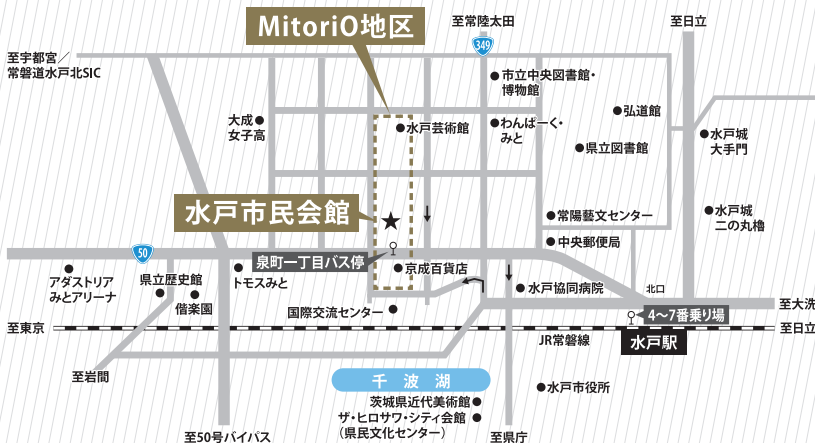 MitoriO地区
至常陸太田
至日立
349
至宇都宮／
常磐道水戸北SIC
市立中央図書館・
博物館
大成
女子高
水戸芸術館
わんぱーく・
みと
弘道館
県立図書館
水戸城
大手門
水戸市民会館
常陽藝文センター
水戸城
二の丸櫓
中央郵便局
50
泉町一丁目バス停
アダストリア
みとアリーナ
県立歴史館
偕楽園
トモスみと
京成百貨店
水戸協同病院
北口
国際交流センター
4〜7番乗り場
至大洗
至東京
JR常磐線
水戸駅
至日立
至岩間
千波湖
水戸市役所
茨城県近代美術館
ザ・ヒロサワ・シティ会館
（県民文化センター）
至50号バイパス
至県庁